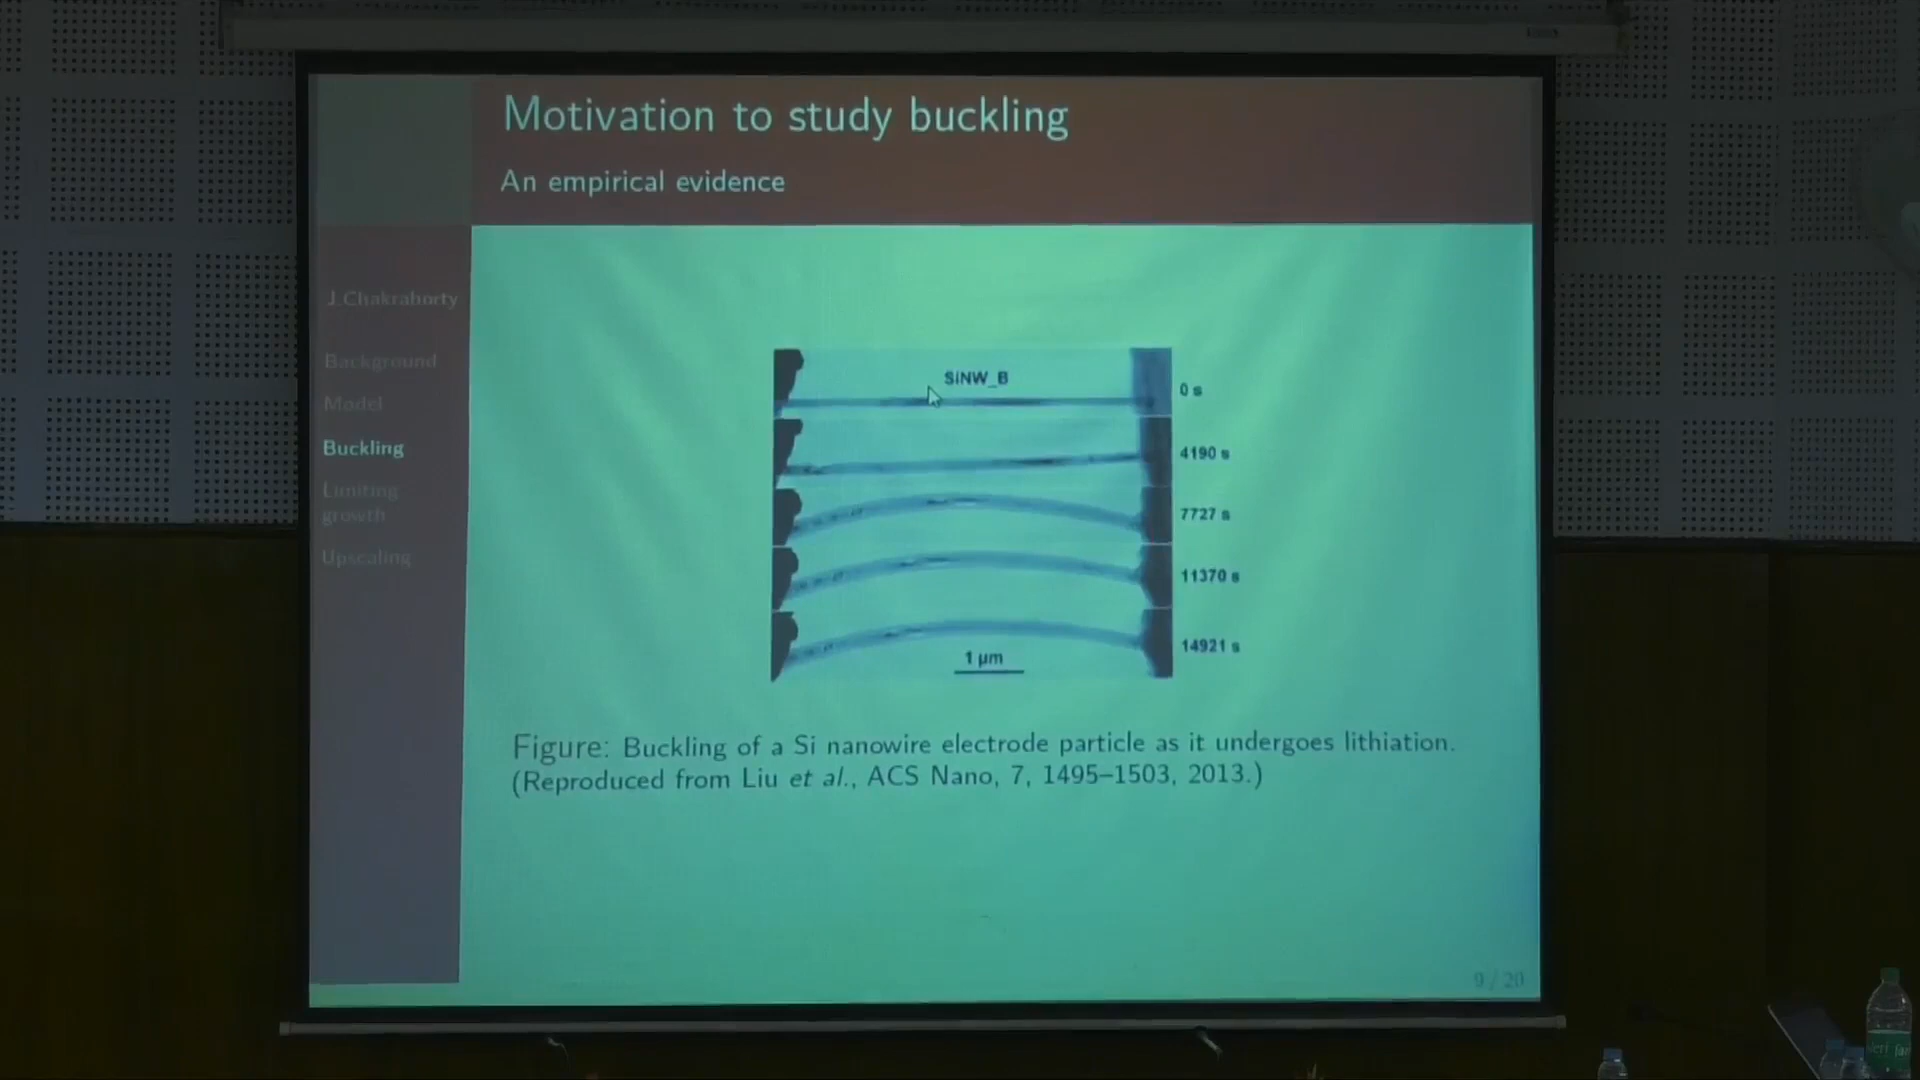 Motivation to study buckling
An empirical evidence
J.Chakraborty
Background
Model
Buckling
Limiting
growth
Upscaling
SiNW_B
0 s
4190 s
7727 s
11370 s
14921 s
1 μm
Figure: Buckling of a Si nanowire electrode particle as it undergoes lithiation.
(Reproduced from Liu et al., ACS Nano, 7, 1495–1503, 2013.)
9 / 20